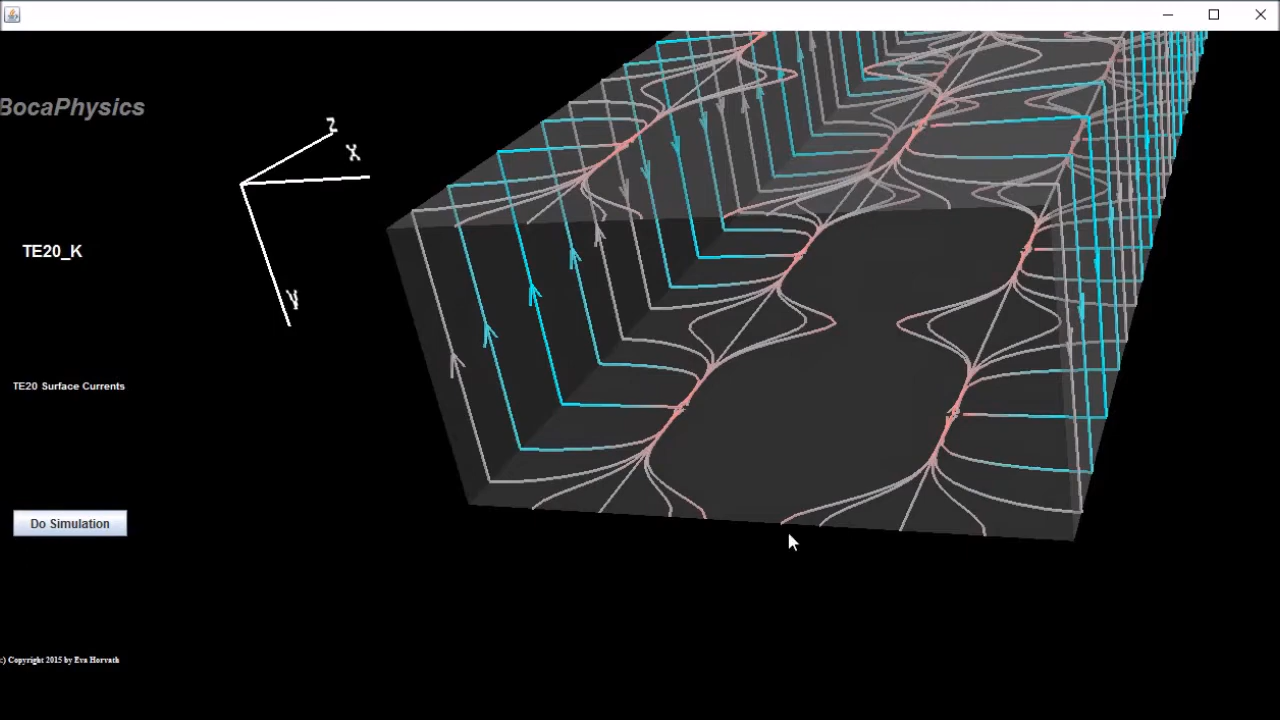 BocaPhysics
Z
X
TE20_K
Y
TE20 Surface Currents
Do Simulation
c) Copyright 2015 by Eva Horvath